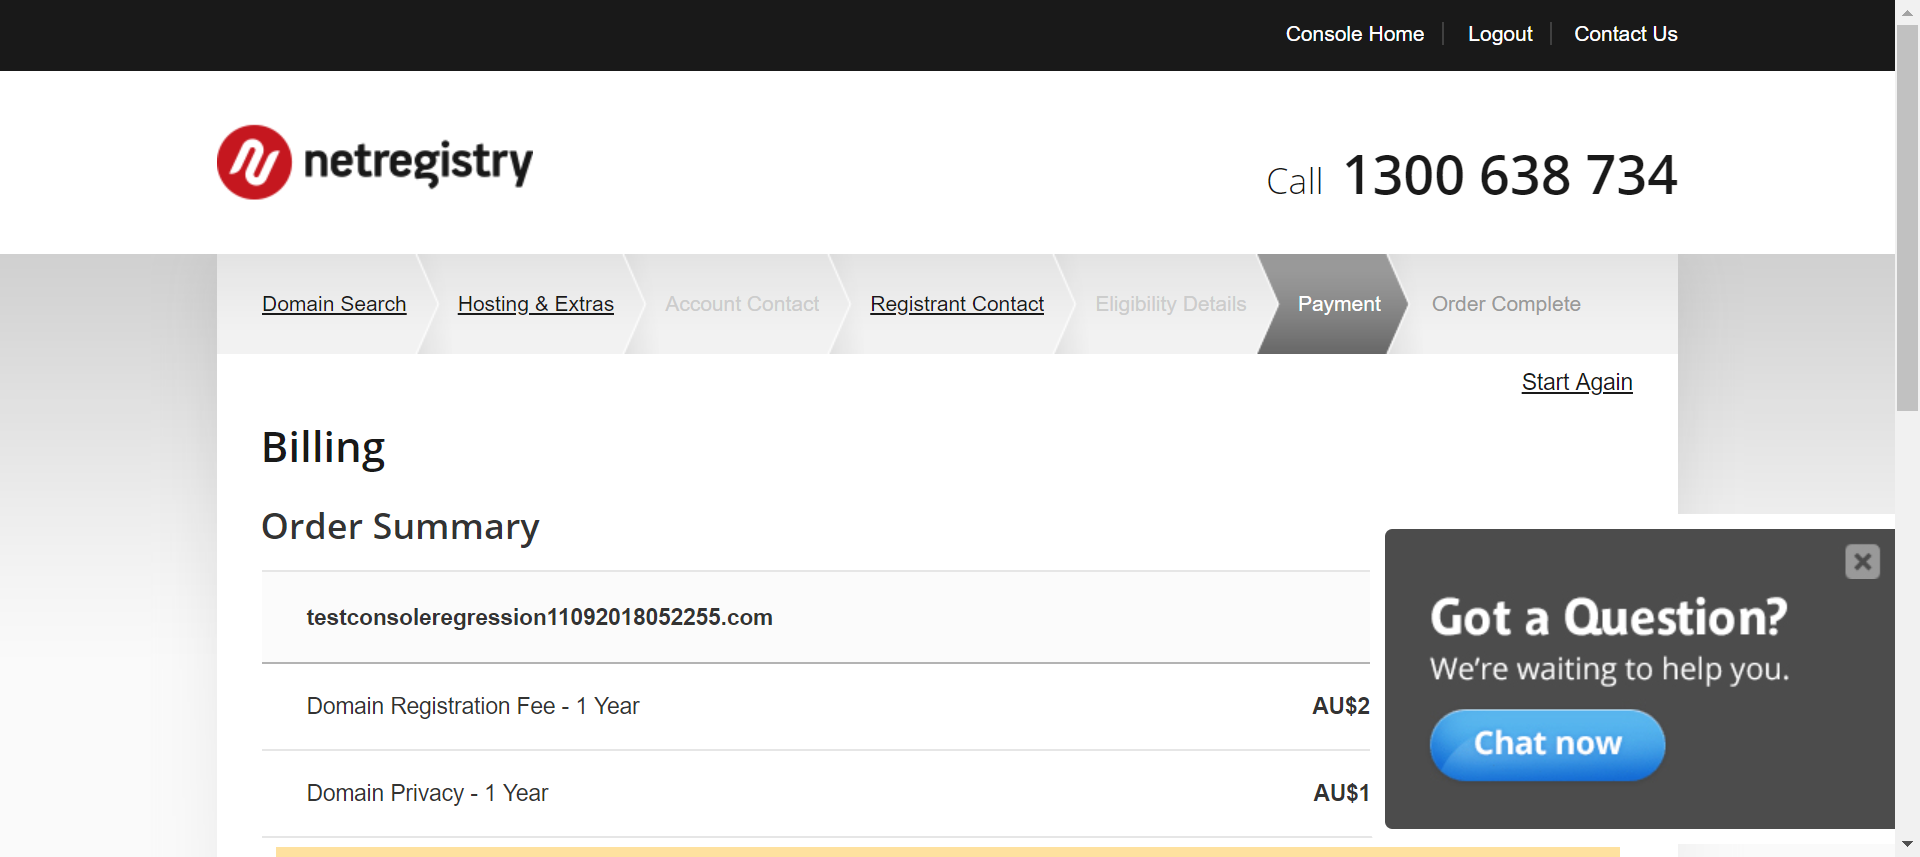 Console Home Logout Contact Us
netregistry
Call 1300 638 734
Domain Search Hosting & Extras Account Contact Registrant Contact Eligibility Details Payment Order Complete
Start Again
Billing
Order Summary
testconsoleregression11092018052255.com
Domain Registration Fee - 1 Year AU$2
Domain Privacy - 1 Year AU$1
Got a Question?
We're waiting to help you.
Chat now